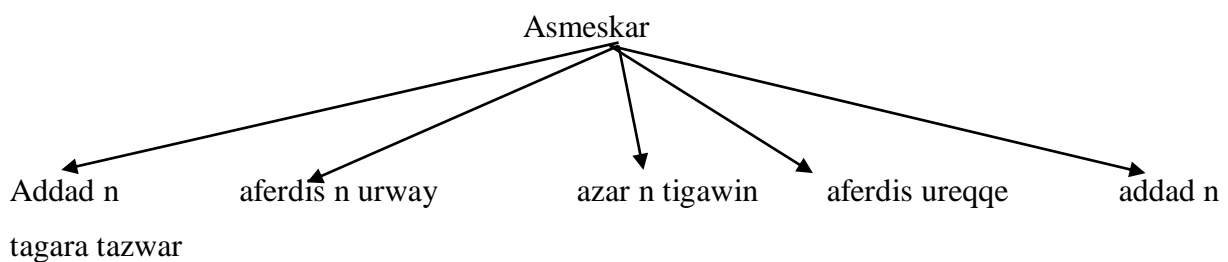 Asmeskar
Addad n aferdis n urway azar n tigawin aferdis ureqqe addad n
tagara tazwar